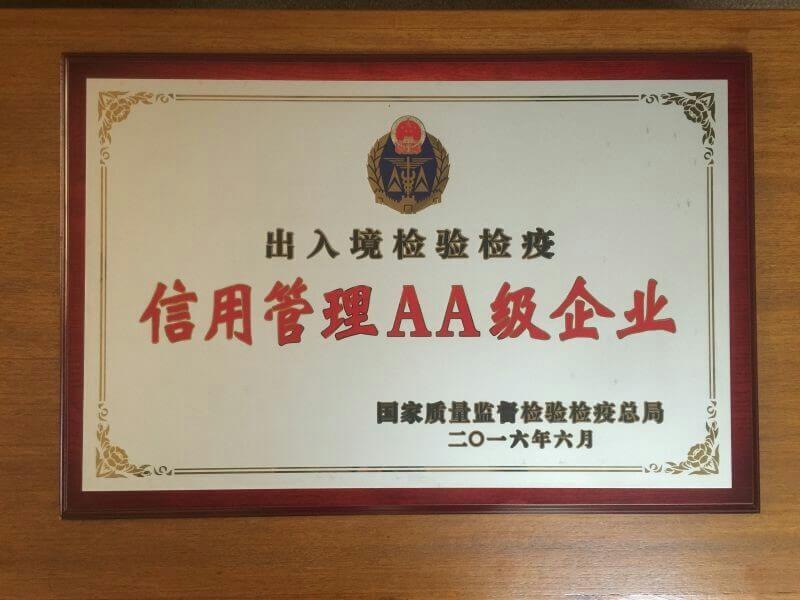 出入境检验检疫
信用管理AA级企业
国家质量监督检验检疫总局
二〇一六年六月